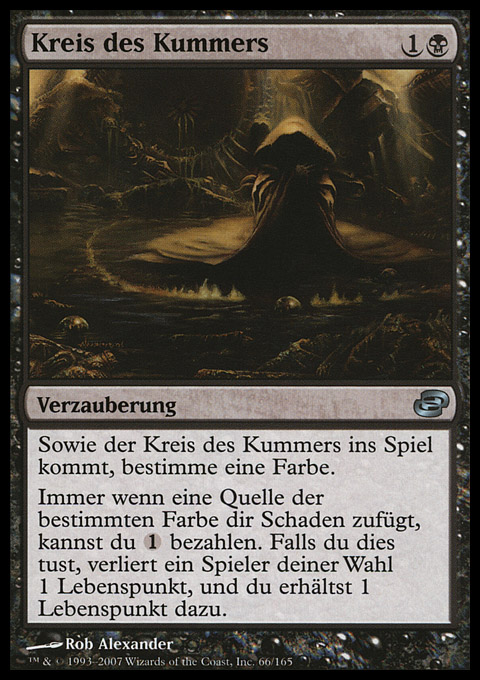 Kreis des Kummers 1
Verzauberung
Sowie der Kreis des Kummers ins Spiel
kommt, bestimme eine Farbe.
Immer wenn eine Quelle der
bestimmten Farbe dir Schaden zufügt,
kannst du 1 bezahlen. Falls du dies
tust, verliert ein Spieler deiner Wahl
1 Lebenspunkt, und du erhältst 1
Lebenspunkt dazu.
Rob Alexander
™ & © 1993–2007 Wizards of the Coast, Inc. 66/165